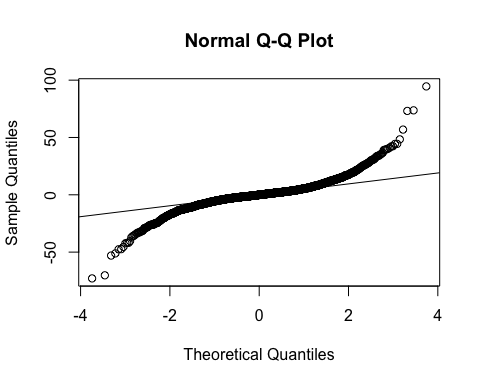 Normal Q-Q Plot
Sample Quantiles
100
50
0
-50
-4 -2 0 2 4
Theoretical Quantiles